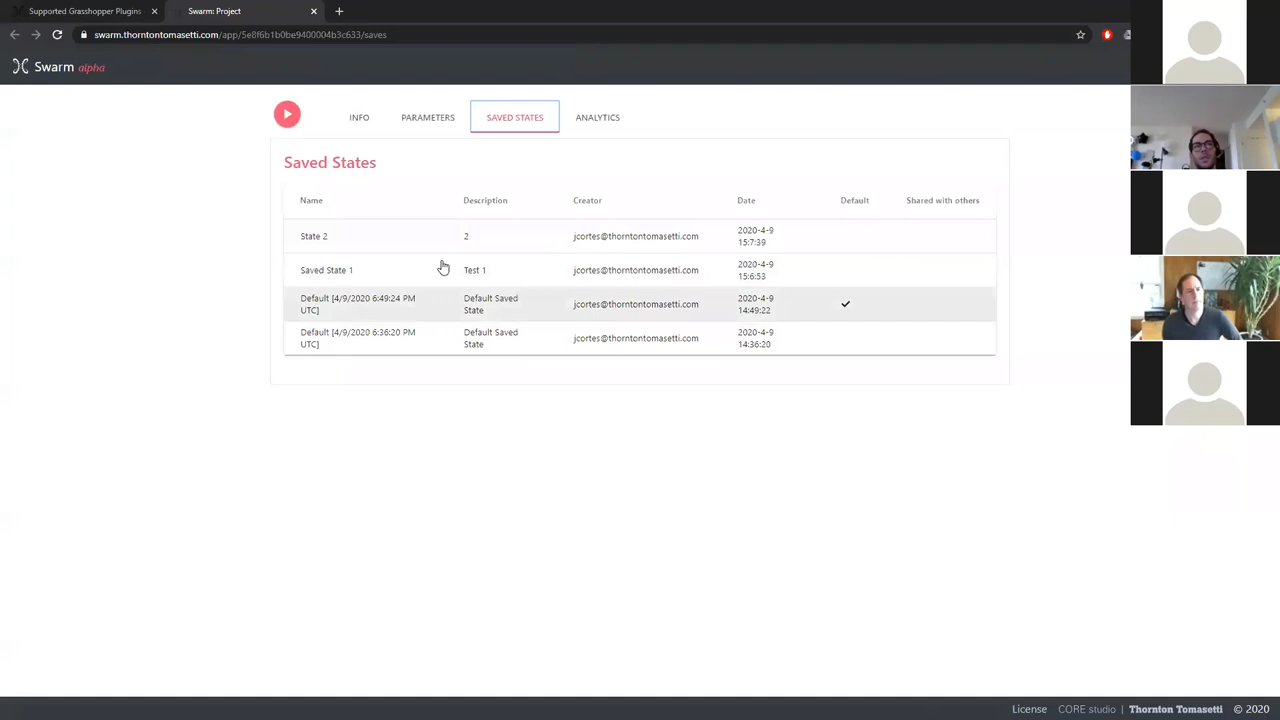 Supported Grasshopper Plugins
Swarm: Project
swarm.thorntontomasetti.com/app/5e8f6b1b0be9400004b3c633/saves
Swarm alpha
INFO
PARAMETERS
SAVED STATES
ANALYTICS
Saved States
Name Description Creator Date Default Shared with others
State 2 2 jcortes@thorntontomasetti.com 2020-4-9
15:7:39
Saved State 1 Test 1 jcortes@thorntontomasetti.com 2020-4-9
15:6:53
Default [4/9/2020 6:49:24 PM Default Saved jcortes@thorntontomasetti.com 2020-4-9
UTC] State 14:49:22
Default [4/9/2020 6:36:20 PM Default Saved jcortes@thorntontomasetti.com 2020-4-9
UTC] State 14:36:20
License CORE studio | Thornton Tomasetti © 2020